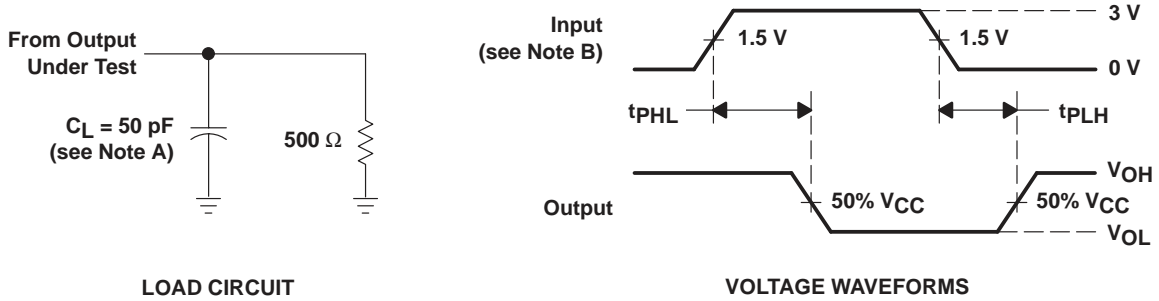 From Output
Under Test
CL = 50 pF
(see Note A)
500 Ω
LOAD CIRCUIT
Input
(see Note B)
1.5 V
1.5 V
3 V
0 V
tPHL
tPLH
Output
50% VCC
50% VCC
VOH
VOL
VOLTAGE WAVEFORMS